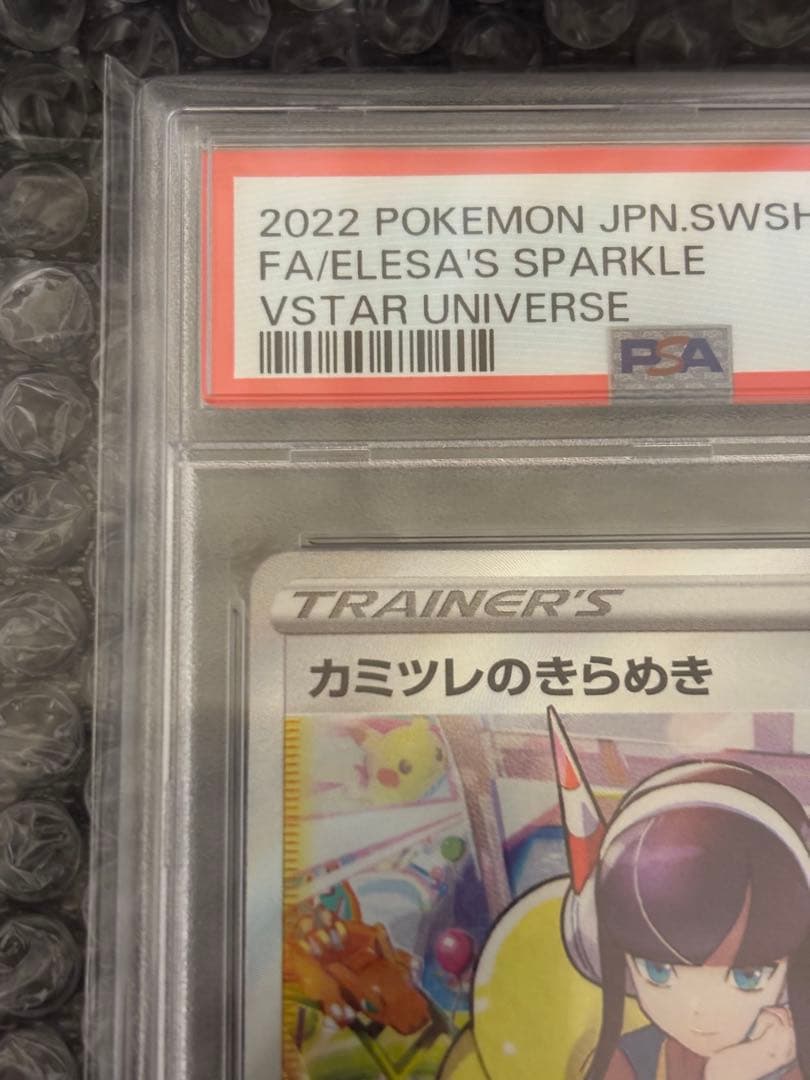 2022 POKEMON JPN.SWSH
FA/ELESA'S SPARKLE
VSTAR UNIVERSE
PSA
TRAINER'S
カミツレのきらめき